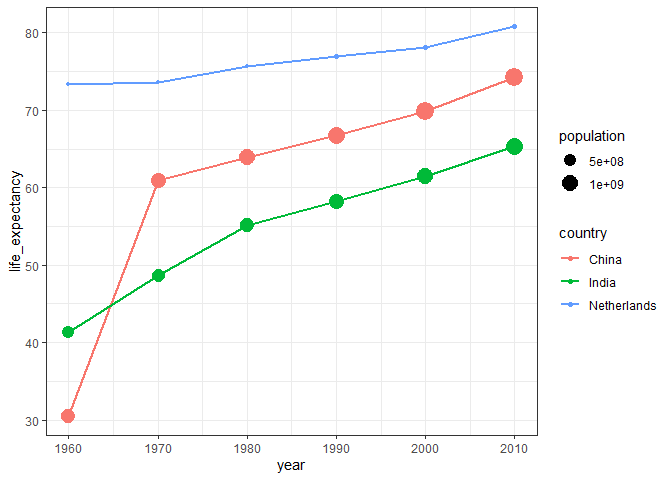 life_expectancy
80
70
60
50
40
30
1960 1970 1980 1990 2000 2010
year
population
5e+08
1e+09
country
China
India
Netherlands